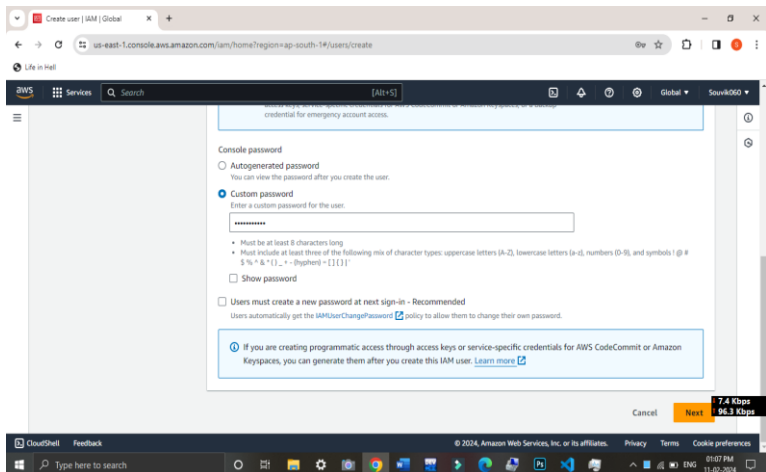 Create user | IAM | Global
us-east-1.console.aws.amazon.com/iam/home?region=ap-south-1#/users/create
S
Life in Hell
aws Services Search [Alt+S] Global Souvik060
credential for emergency account access.
Console password
Autogenerated password
You can view the password after you create the user.
Custom password
Enter a custom password for the user.
•••••••••••
• Must be at least 8 characters long
• Must include at least three of the following mix of character types: uppercase letters (A-Z), lowercase letters (a-z), numbers (0-9), and symbols ! @ #
$ % ^ & * ( ) _ + - (hyphen) = [ ] { } | '
Show password
Users must create a new password at next sign-in - Recommended
Users automatically get the IAMUserChangePassword policy to allow them to change their own password.
If you are creating programmatic access through access keys or service-specific credentials for AWS CodeCommit or Amazon
Keyspaces, you can generate them after you create this IAM user. Learn more
7.4 Kbps
Cancel Next 96.3 Kbps
CloudShell Feedback © 2024, Amazon Web Services, Inc. or its affiliates. Privacy Terms Cookie preferences
Type here to search ENG 01:07 PM
11-02-2024